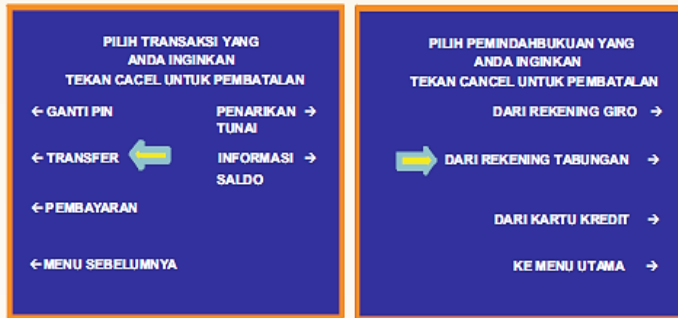 PILIH TRANSAKSI YANG
ANDA INGINKAN
TEKAN CACEL UNTUK PEMBATALAN
← GANTI PIN
PENARIKAN →
TUNAI
← TRANSFER
INFORMASI →
SALDO
← PEMBAYARAN
← MENU SEBELUMNYA
PILIH PEMINDAHBUKUAN YANG
ANDA INGINKAN
TEKAN CANCEL UNTUK PEMBATALAN
DARI REKENING GIRO →
DARI REKENING TABUNGAN →
DARI KARTU KREDIT →
KE MENU UTAMA →